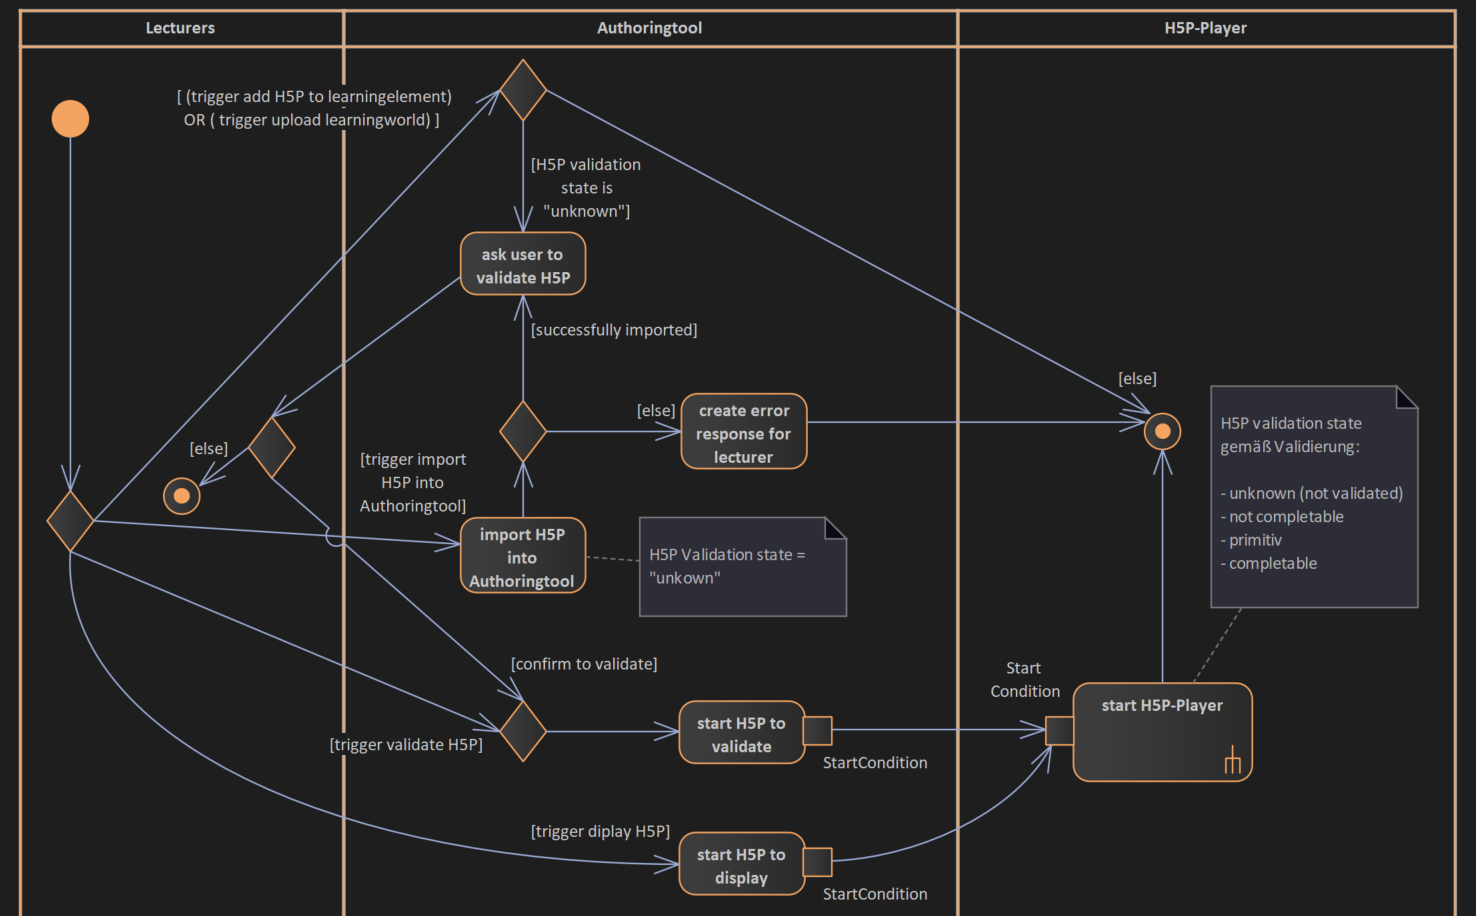 Lecturers
Authoringtool
H5P-Player
[ (trigger add H5P to learningelement)
OR ( trigger upload learningworld) ]
[H5P validation
state is
"unknown"]
ask user to
validate H5P
[successfully imported]
[else]
[else]
create error
response for
lecturer
[else]
H5P validation state
gemäß Validierung:
- unknown (not validated)
- not completable
- primitiv
- completable
[trigger import
H5P into
Authoringtool]
import H5P
into
Authoringtool
H5P Validation state =
"unkown"
[confirm to validate]
Start
Condition
start H5P-Player
[trigger validate H5P]
start H5P to
validate
StartCondition
[trigger diplay H5P]
start H5P to
display
StartCondition